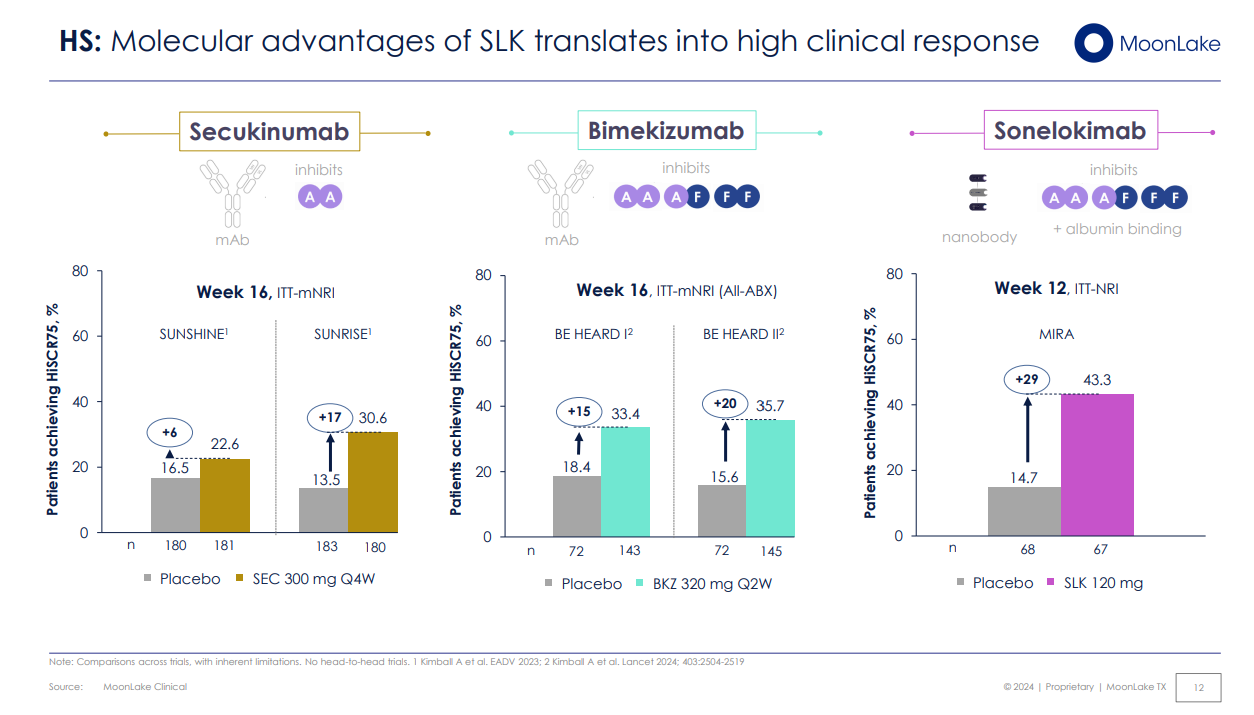 HS: Molecular advantages of SLK translates into high clinical response
MoonLake
Secukinumab
inhibits
A A
mAb
80
60
40
20
0
Patients achieving HiSCR75, %
Week 16, ITT-mNRI
SUNSHINE¹
SUNRISE¹
+6
16.5
22.6
+17
13.5
30.6
n 180 181 183 180
Placebo SEC 300 mg Q4W
Bimekizumab
inhibits
A A A F F F
mAb
80
60
40
20
0
Patients achieving HiSCR75, %
Week 16, ITT-mNRI (All-ABX)
BE HEARD I²
BE HEARD II²
+15
18.4
33.4
+20
15.6
35.7
n 72 143 72 145
Placebo BKZ 320 mg Q2W
Sonelokimab
inhibits
A A A F F F
nanobody
+ albumin binding
80
60
40
20
0
Patients achieving HiSCR75, %
Week 12, ITT-NRI
MIRA
+29
14.7
43.3
n 68 67
Placebo SLK 120 mg
Note: Comparisons across trials, with inherent limitations. No head-to-head trials. 1 Kimball A et al. EADV 2023; 2 Kimball A et al. Lancet 2024; 403:2504-2519
Source: MoonLake Clinical
© 2024 | Proprietary | MoonLake TX 12